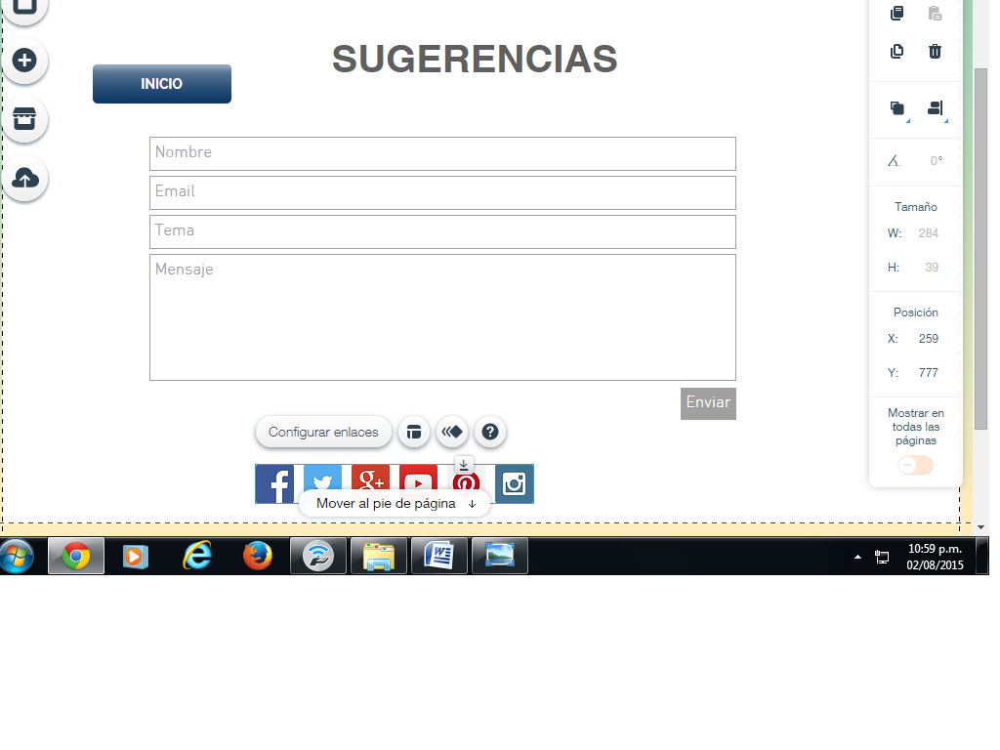 SUGERENCIAS
INICIO
Nombre
Email
Tema
Mensaje
Enviar
Configurar enlaces
?
f
g+
Mover al pie de página ↓
0°
Tamaño
W: 284
H: 39
Posición
X: 259
Y: 777
Mostrar en
todas las
páginas
10:59 p.m.
02/08/2015